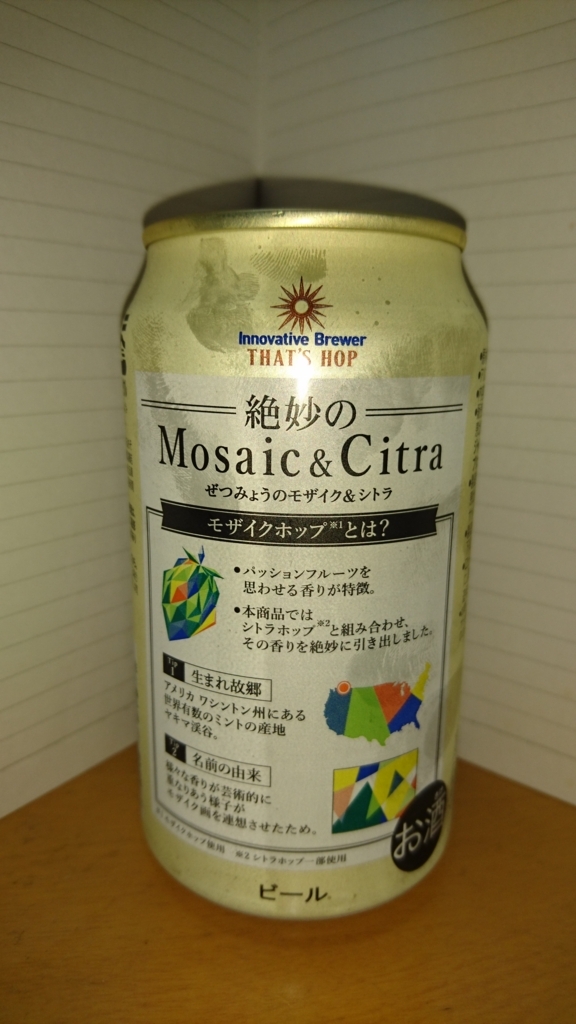 Innovative Brewer
THAT'S HOP
絶妙の
Mosaic & Citra
ぜつみょうのモザイク&シトラ
モザイクホップ※1とは?
•パッションフルーツを
思わせる香りが特徴。
•本商品では
シトラホップ※2と組み合わせ、
その香りを絶妙に引き出しました。
生まれ故郷
アメリカ ワシントン州にある
世界有数のミントの産地
ヤキマ渓谷。
名前の由来
様々な香りが芸術的に
重なりあう様子が
モザイク画を連想させたため。
※1 モザイクホップ使用 ※2 シトラホップ一部使用
お酒
ビール